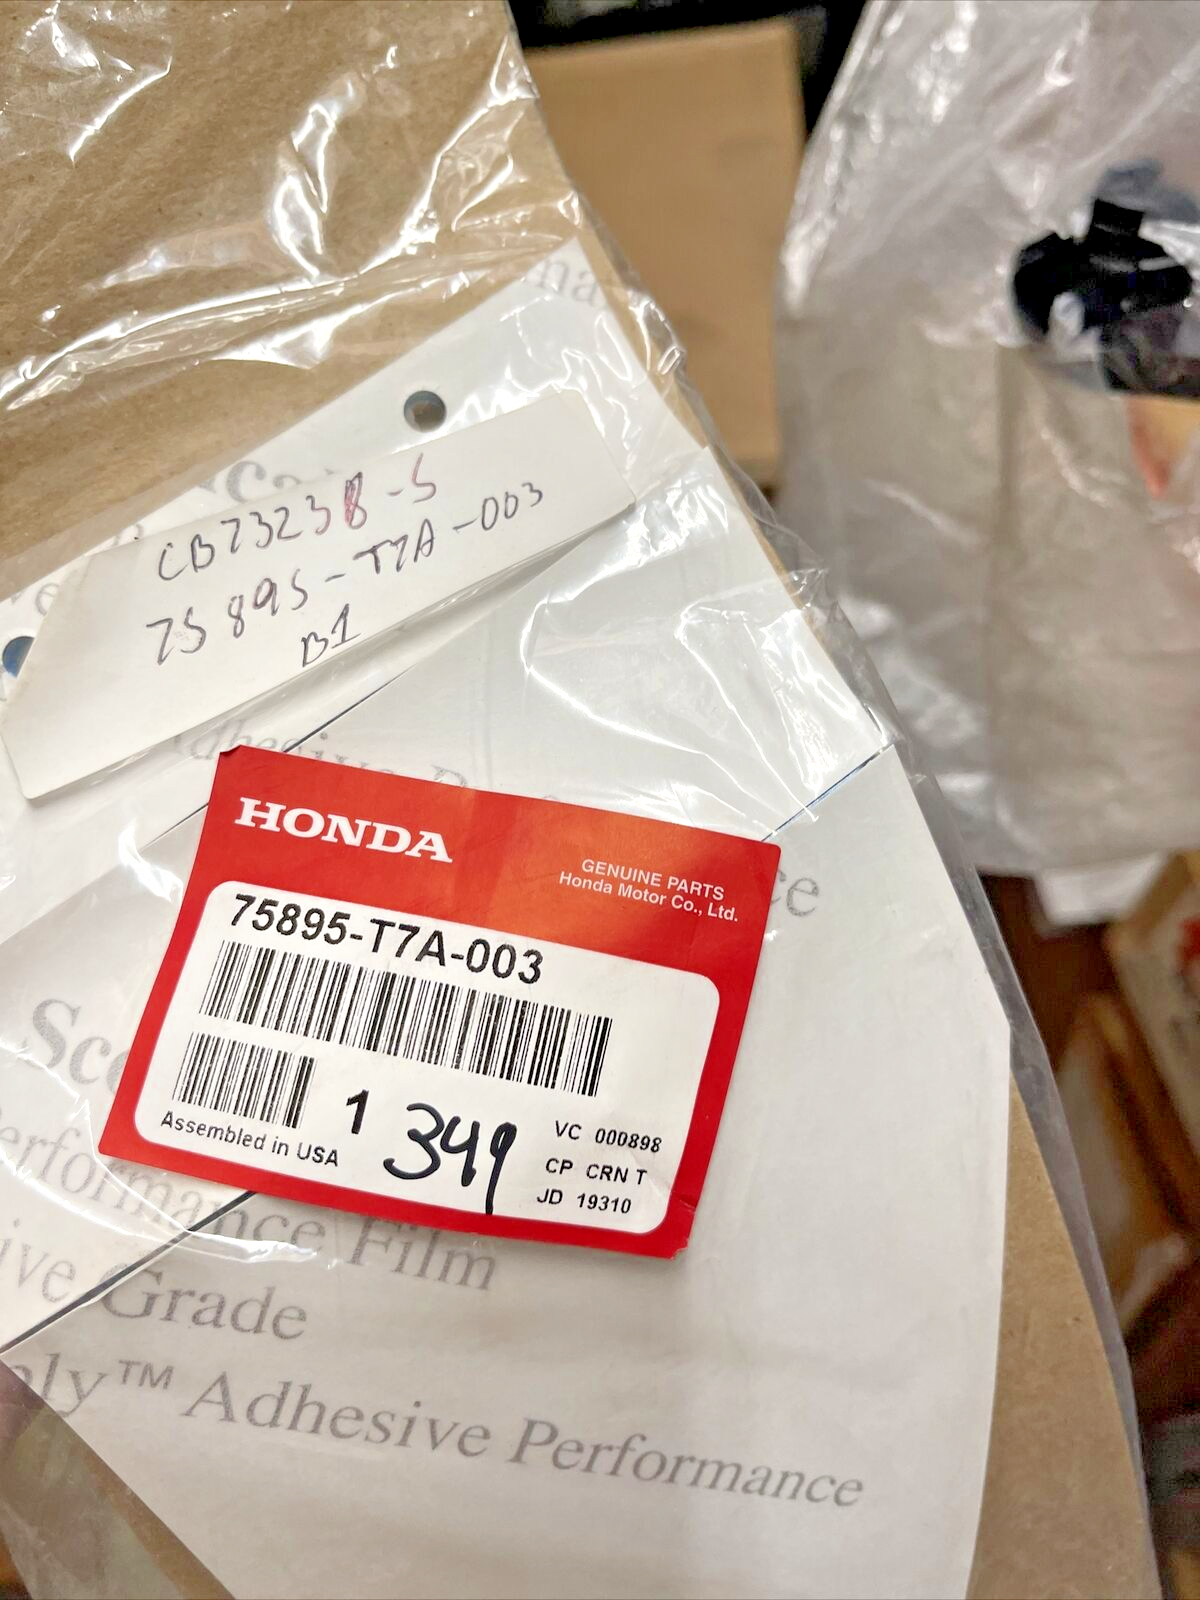 CB73238-S
75895-T7A-003
B1
Adhesive
HONDA
GENUINE PARTS
Honda Motor Co., Ltd.
75895-T7A-003
1 349
Assembled in USA
VC 000898
CP CRN T
JD 19310
Film
Grade
Adhesive Performance